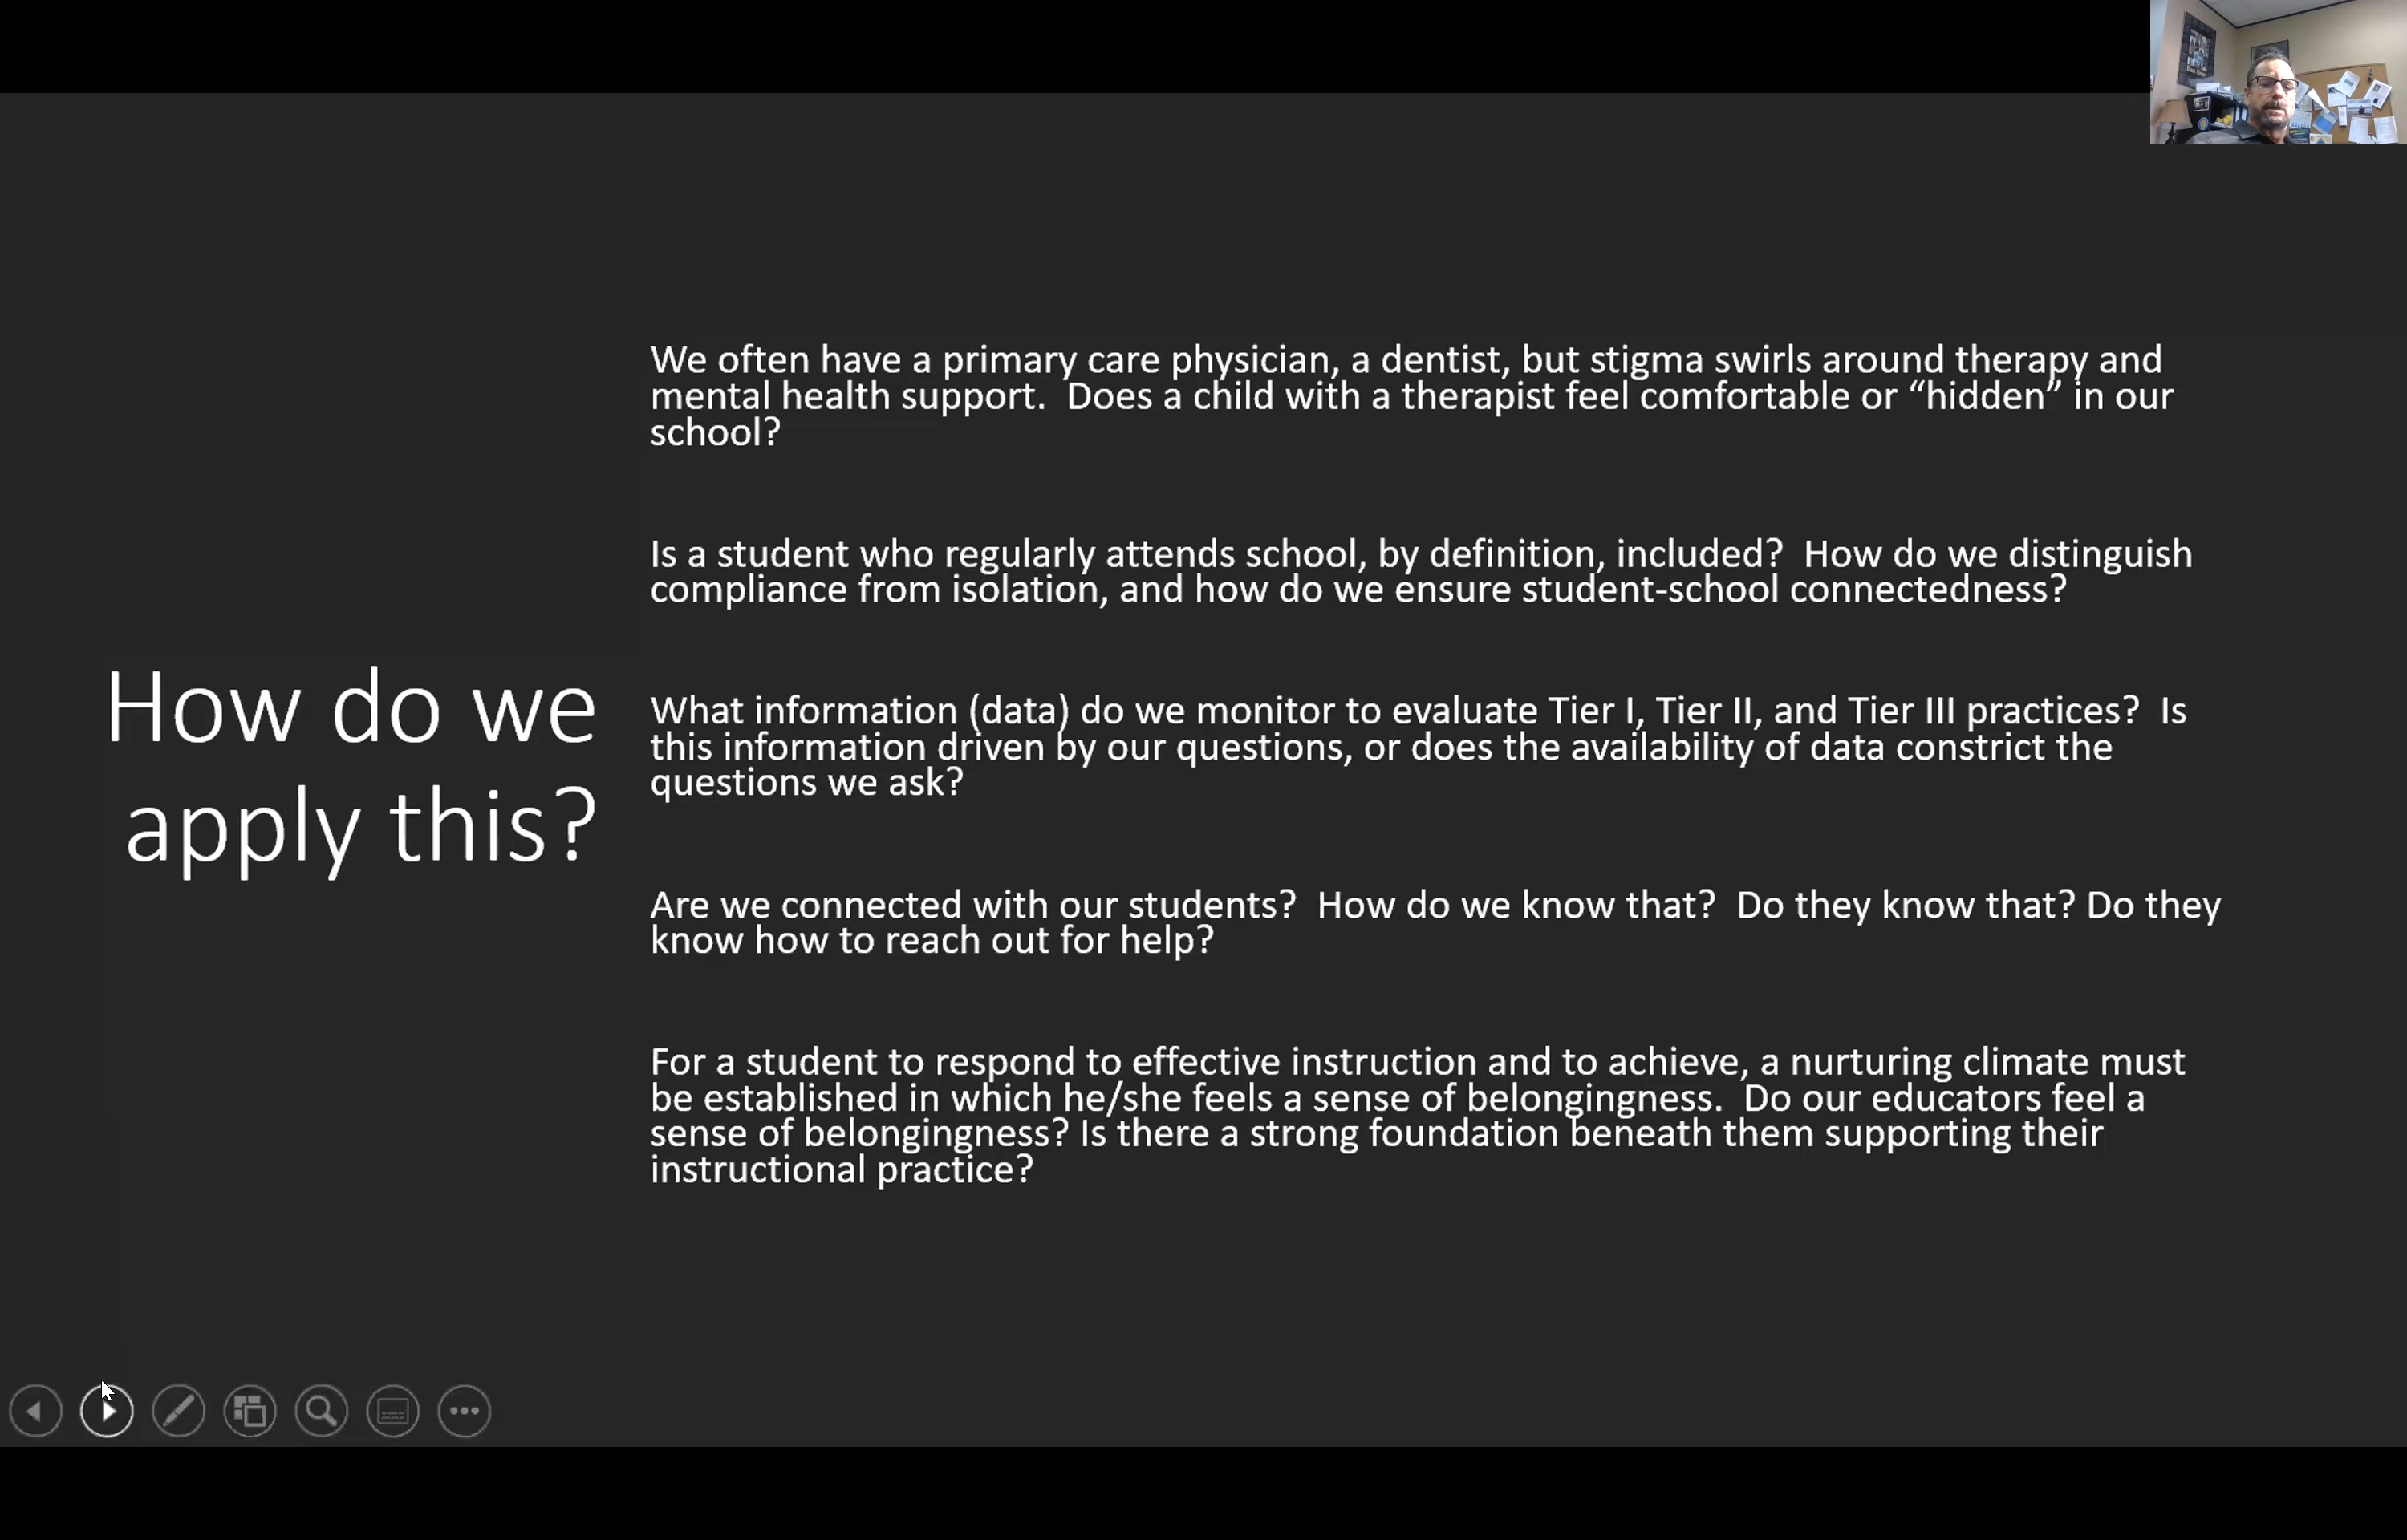 How do we
apply this?
We often have a primary care physician, a dentist, but stigma swirls around therapy and
mental health support.  Does a child with a therapist feel comfortable or “hidden” in our
school?
Is a student who regularly attends school, by definition, included?  How do we distinguish
compliance from isolation, and how do we ensure student-school connectedness?
What information (data) do we monitor to evaluate Tier I, Tier II, and Tier III practices?  Is
this information driven by our questions, or does the availability of data constrict the
questions we ask?
Are we connected with our students?  How do we know that?  Do they know that? Do they
know how to reach out for help?
For a student to respond to effective instruction and to achieve, a nurturing climate must
be established in which he/she feels a sense of belongingness.  Do our educators feel a
sense of belongingness? Is there a strong foundation beneath them supporting their
instructional practice?